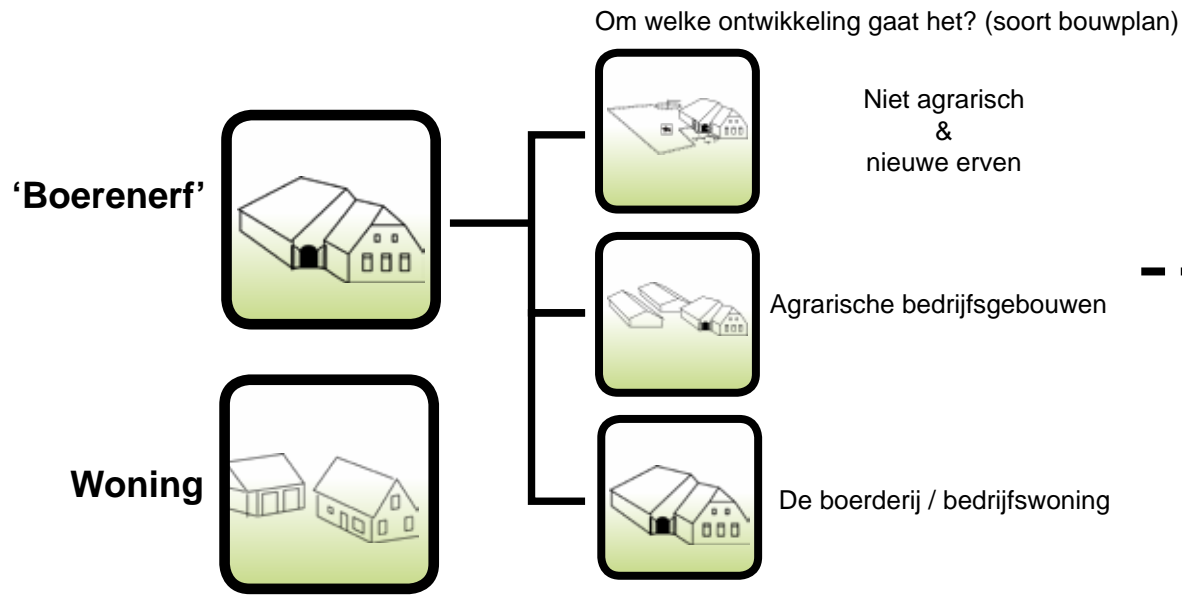 Om welke ontwikkeling gaat het? (soort bouwplan)
Niet agrarisch
&
nieuwe erven
‘Boerenerf’
Agrarische bedrijfsgebouwen
Woning
De boerderij / bedrijfswoning